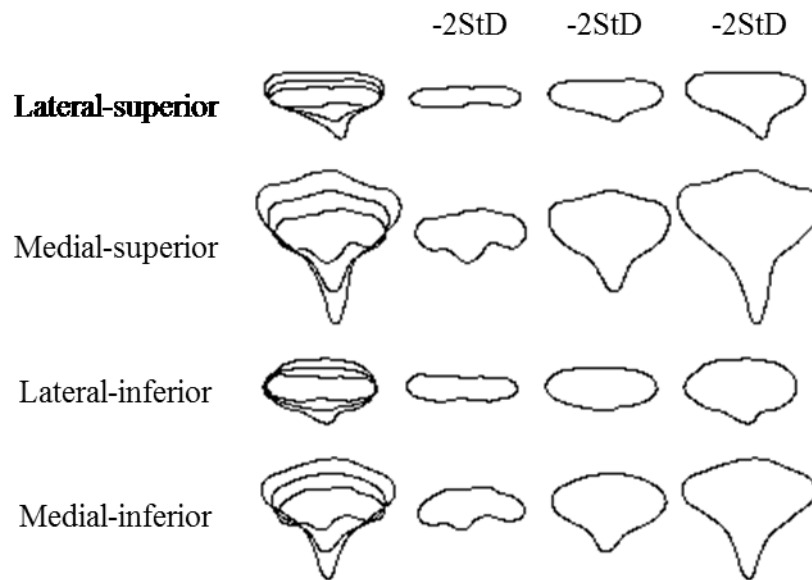 -2StD -2StD -2StD
Lateral-superior
Medial-superior
Lateral-inferior
Medial-inferior